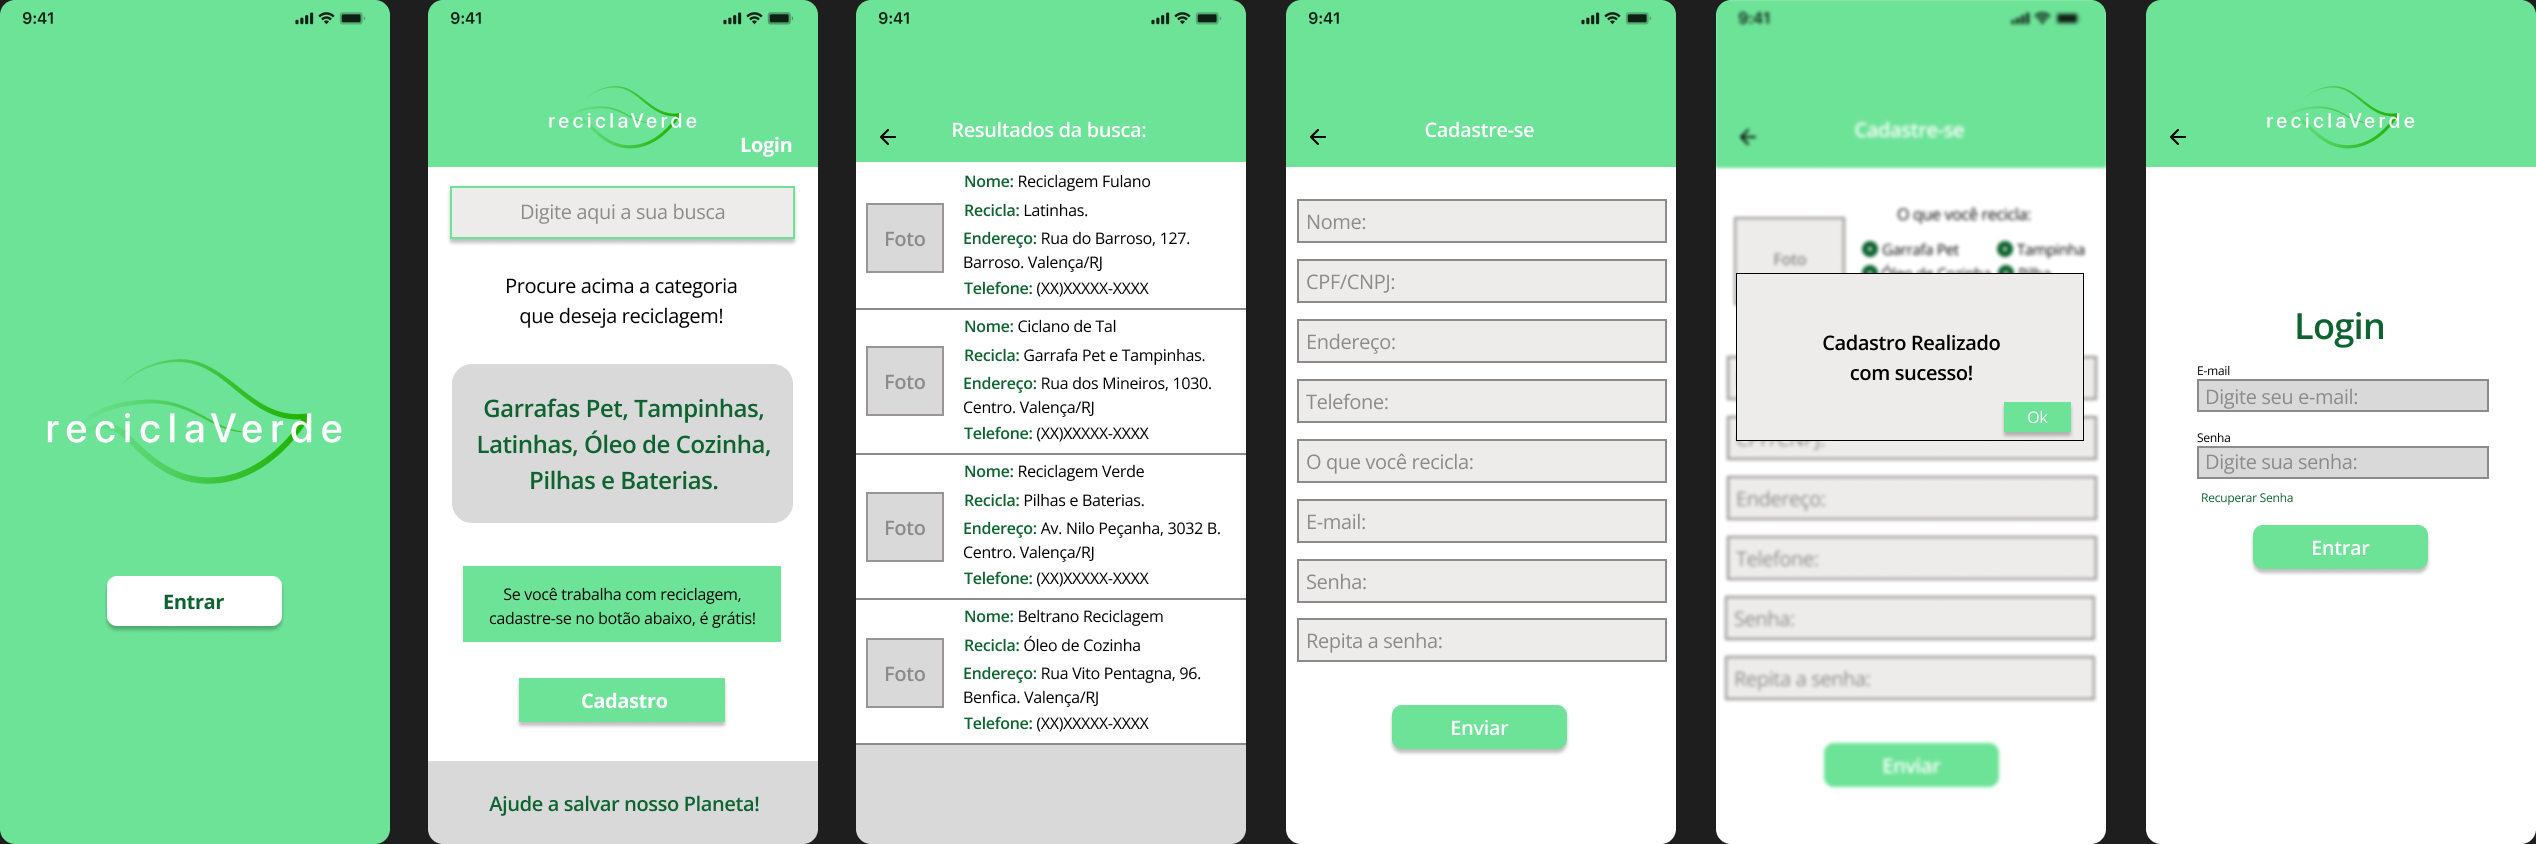 9:41
reciclaVerde
Entrar
9:41
reciclaVerde
Login
Digite aqui a sua busca
Procure acima a categoria
que deseja reciclagem!
Garrafas Pet, Tampinhas,
Latinhas, Óleo de Cozinha,
Pilhas e Baterias.
Se você trabalha com reciclagem,
cadastre-se no botão abaixo, é grátis!
Cadastro
Ajude a salvar nosso Planeta!
9:41
Resultados da busca:
Foto
Nome: Reciclagem Fulano
Recicla: Latinhas.
Endereço: Rua do Barroso, 127.
Barroso. Valença/RJ
Telefone: (XX)XXXXX-XXXX
Foto
Nome: Ciclano de Tal
Recicla: Garrafa Pet e Tampinhas.
Endereço: Rua dos Mineiros, 1030.
Centro. Valença/RJ
Telefone: (XX)XXXXX-XXXX
Foto
Nome: Reciclagem Verde
Recicla: Pilhas e Baterias.
Endereço: Av. Nilo Peçanha, 3032 B.
Centro. Valença/RJ
Telefone: (XX)XXXXX-XXXX
Foto
Nome: Beltrano Reciclagem
Recicla: Óleo de Cozinha
Endereço: Rua Vito Pentagna, 96.
Benfica. Valença/RJ
Telefone: (XX)XXXXX-XXXX
9:41
Cadastre-se
Nome:
CPF/CNPJ:
Endereço:
Telefone:
O que você recicla:
E-mail:
Senha:
Repita a senha:
Enviar
9:41
Cadastre-se
O que você recicla:
Foto
Garrafa Pet
Tampinha
Óleo de Cozinha
Pilha
Cadastro Realizado
com sucesso!
Ok
CPF/CNPJ:
Endereço:
Telefone:
Senha:
Repita a senha:
Enviar
reciclaVerde
Login
E-mail
Digite seu e-mail:
Senha
Digite sua senha:
Recuperar Senha
Entrar